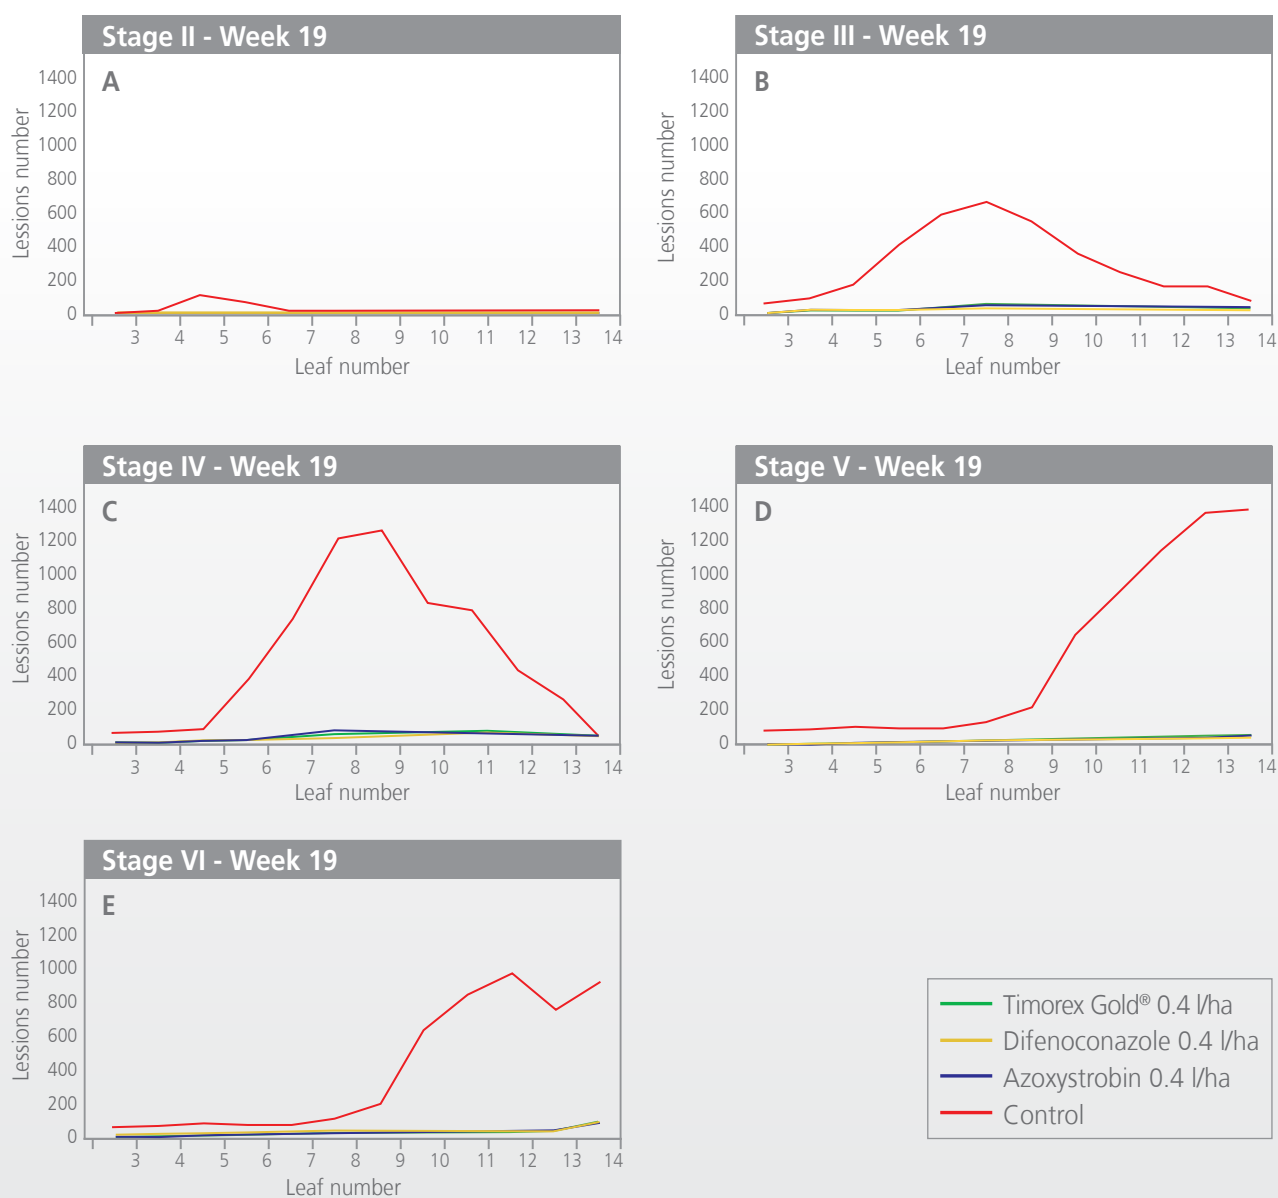 Stage II - Week 19
A
Lessions number
1400
1200
1000
800
600
400
200
0
3 4 5 6 7 8 9 10 11 12 13 14
Leaf number
Stage III - Week 19
B
Lessions number
1400
1200
1000
800
600
400
200
0
3 4 5 6 7 8 9 10 11 12 13 14
Leaf number
Stage IV - Week 19
C
Lessions number
1400
1200
1000
800
600
400
200
0
3 4 5 6 7 8 9 10 11 12 13 14
Leaf number
Stage V - Week 19
D
Lessions number
1400
1200
1000
800
600
400
200
0
3 4 5 6 7 8 9 10 11 12 13 14
Leaf number
Stage VI - Week 19
E
Lessions number
1400
1200
1000
800
600
400
200
0
3 4 5 6 7 8 9 10 11 12 13 14
Leaf number
Timorex Gold® 0.4 l/ha
Difenoconazole 0.4 l/ha
Azoxystrobin 0.4 l/ha
Control